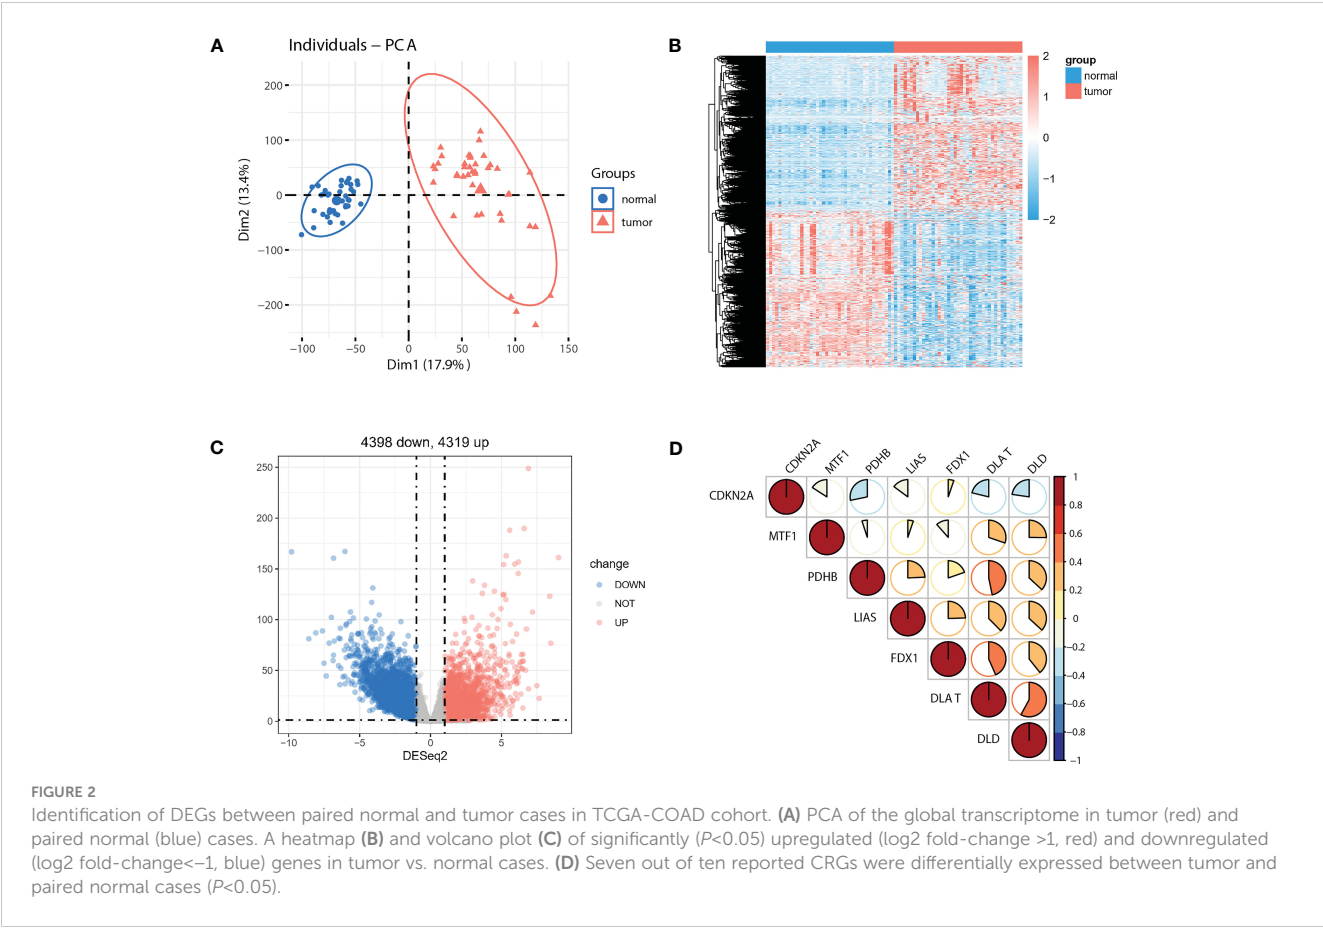 A
Individuals – PCA
200
100
0
−100
−200
Dim2 (13.4%)
−100
−50
0
50
100
150
Dim1 (17.9%)
Groups
normal
tumor
B
2
1
0
−1
−2
group
normal
tumor
C
4398 down, 4319 up
250
200
150
100
50
0
−10
−5
0
5
DESeq2
change
DOWN
NOT
UP
D
CDKN2A
MTF1
PDHB
LIAS
FDX1
DLAT
DLD
CDKN2A
MTF1
PDHB
LIAS
FDX1
DLAT
DLD
1
0.8
0.6
0.4
0.2
0
−0.2
−0.4
−0.6
−0.8
−1
FIGURE 2
Identification of DEGs between paired normal and tumor cases in TCGA-COAD cohort. (A) PCA of the global transcriptome in tumor (red) and
paired normal (blue) cases. A heatmap (B) and volcano plot (C) of significantly (P<0.05) upregulated (log2 fold-change >1, red) and downregulated
(log2 fold-change<−1, blue) genes in tumor vs. normal cases. (D) Seven out of ten reported CRGs were differentially expressed between tumor and
paired normal cases (P<0.05).